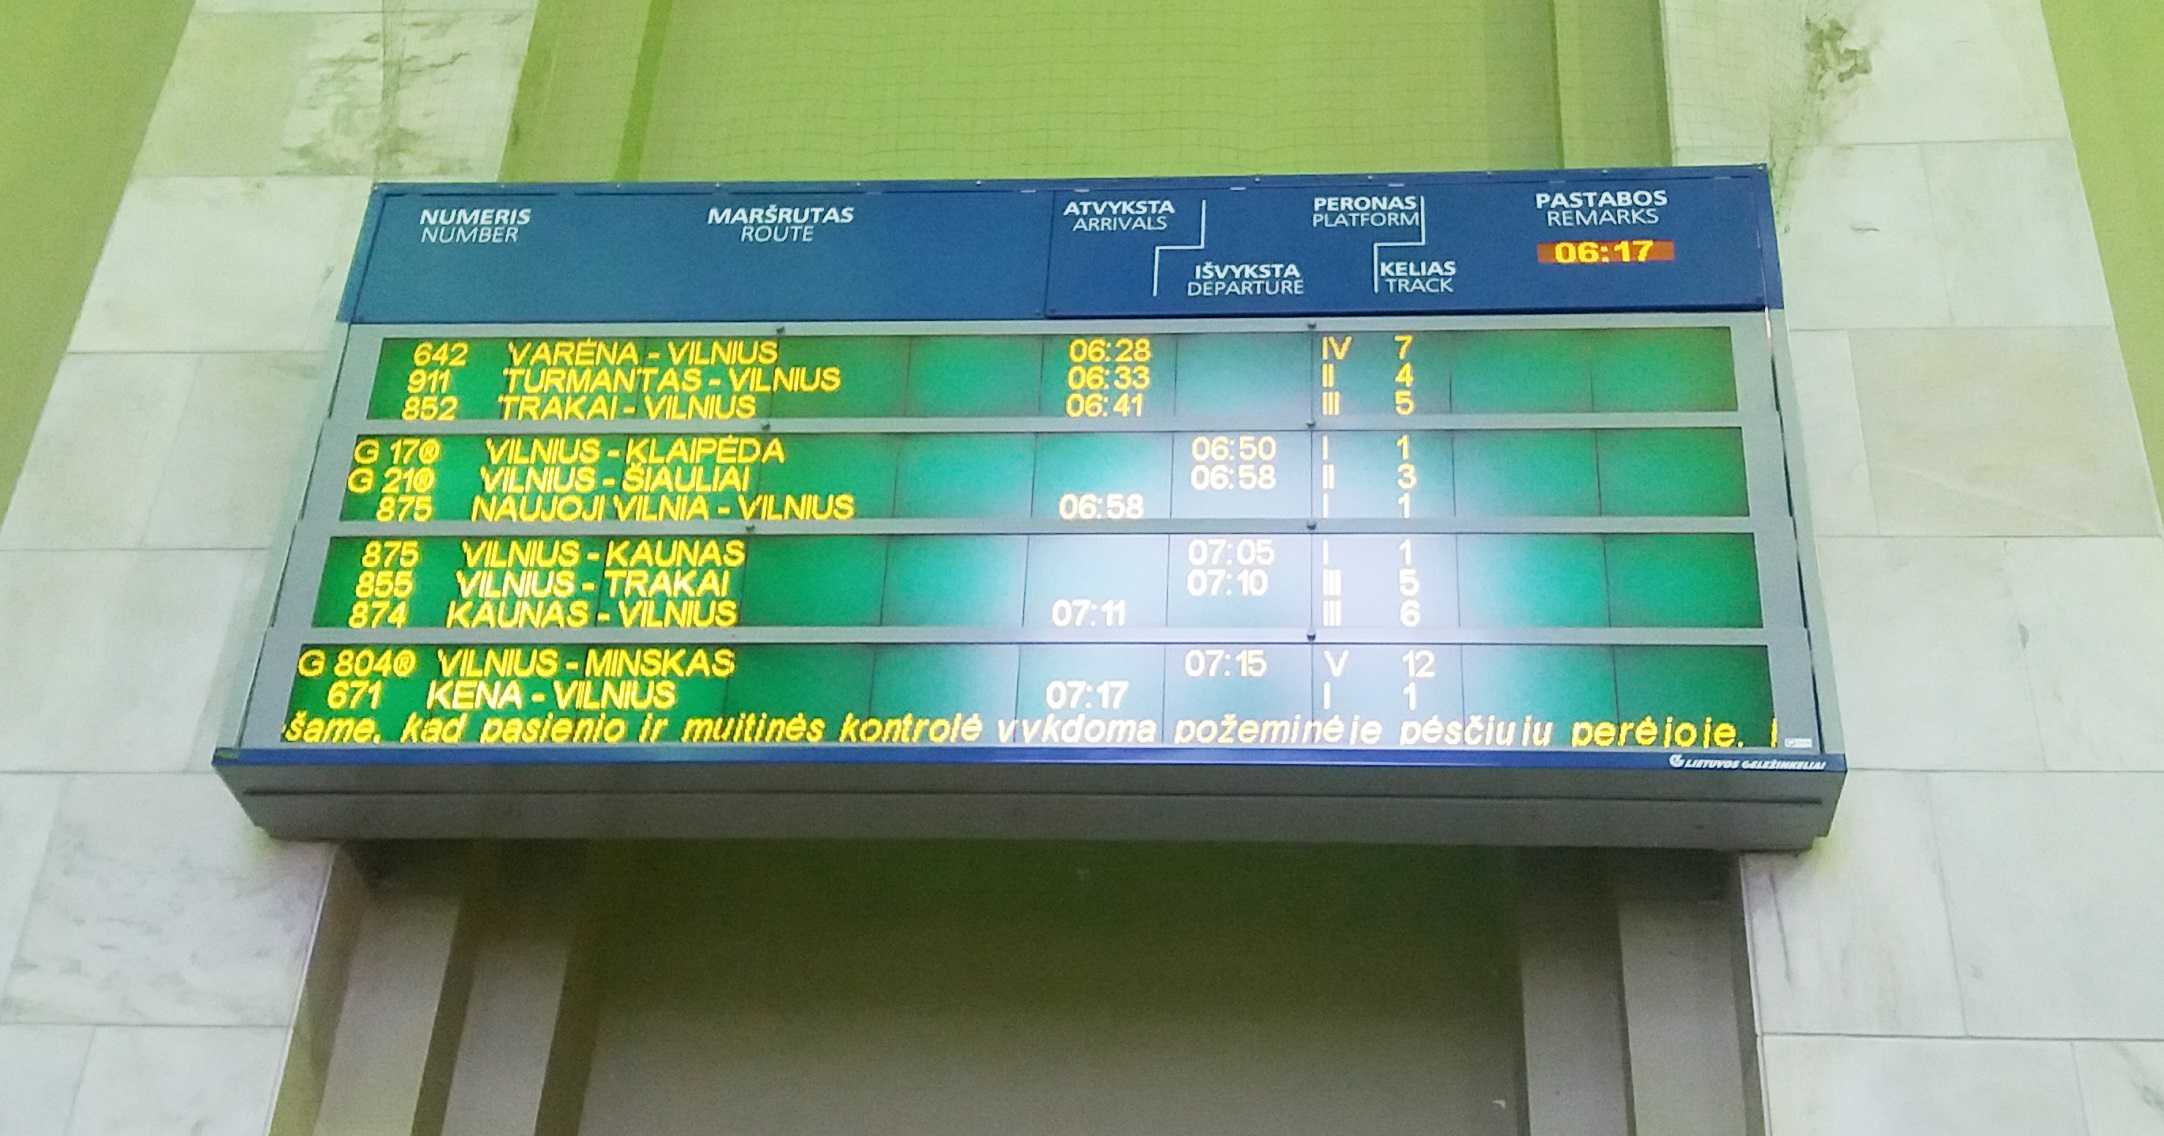 NUMERIS MARŠRUTAS ATVYKSTA PERONAS PASTABOS
NUMBER ROUTE ARRIVALS PLATFORM REMARKS
06:17
IŠVYKSTA KELIAS
DEPARTURE TRACK
642 VARĖNA - VILNIUS 06:28 IV 7
911 TURMANTAS - VILNIUS 06:33 II 4
852 TRAKAI - VILNIUS 06:41 III 5
G 17® VILNIUS - KLAIPĖDA 06:50 I 1
G 21® VILNIUS - ŠIAULIAI 06:58 II 3
875 NAUJOJI VILNIA - VILNIUS 06:58 I 1
875 VILNIUS - KAUNAS 07:05 I 1
855 VILNIUS - TRAKAI 07:10 III 5
874 KAUNAS - VILNIUS 07:11 III 6
G 804® VILNIUS - MINSKAS 07:15 V 12
671 KENA - VILNIUS 07:17 I 1
šame, kad pasienio ir muitinės kontrolė vykdoma požeminėje pėsčiųjų perėjoje.
LIETUVOS GELEŽINKELIAI